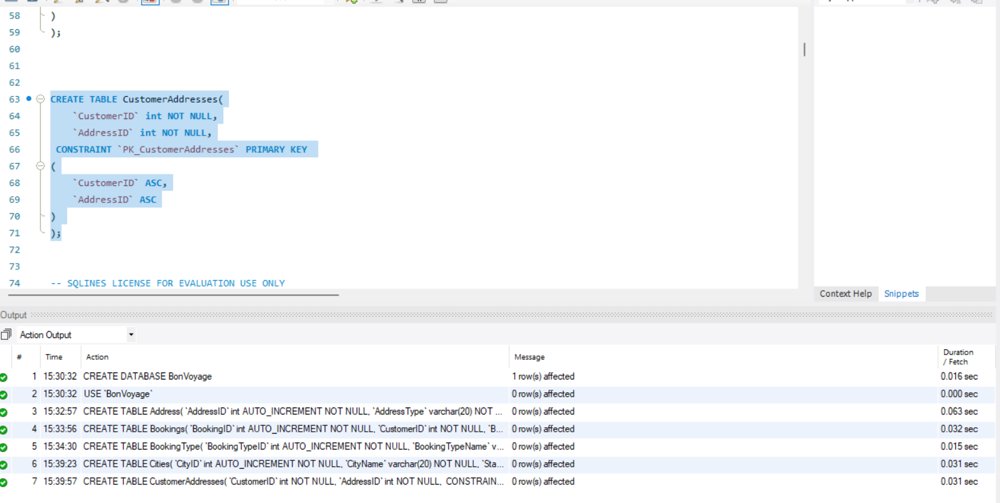 58 )
59 );
60
61
62
63 CREATE TABLE CustomerAddresses(
64 `CustomerID` int NOT NULL,
65 `AddressID` int NOT NULL,
66 CONSTRAINT `PK_CustomerAddresses` PRIMARY KEY
67 (
68 `CustomerID` ASC,
69 `AddressID` ASC
70 )
71 );
72
73
74 -- SQLINES LICENSE FOR EVALUATION USE ONLY
Context Help Snippets
Output
Action Output
# Time Action Message Duration / Fetch
1 15:30:32 CREATE DATABASE BonVoyage 1 row(s) affected 0.016 sec
2 15:30:32 USE `BonVoyage` 0 row(s) affected 0.000 sec
3 15:32:57 CREATE TABLE Address( `AddressID` int AUTO_INCREMENT NOT NULL, `AddressType` varchar(20) NOT ... 0 row(s) affected 0.063 sec
4 15:33:56 CREATE TABLE Bookings( `BookingID` int AUTO_INCREMENT NOT NULL, `CustomerID` int NOT NULL, `B... 0 row(s) affected 0.032 sec
5 15:34:30 CREATE TABLE BookingType( `BookingTypeID` int AUTO_INCREMENT NOT NULL, `BookingTypeName` v... 0 row(s) affected 0.015 sec
6 15:39:23 CREATE TABLE Cities( `CityID` int AUTO_INCREMENT NOT NULL, `CityName` varchar(20) NOT NULL, `Sta... 0 row(s) affected 0.031 sec
7 15:39:57 CREATE TABLE CustomerAddresses( `CustomerID` int NOT NULL, `AddressID` int NOT NULL, CONSTRAIN... 0 row(s) affected 0.031 sec